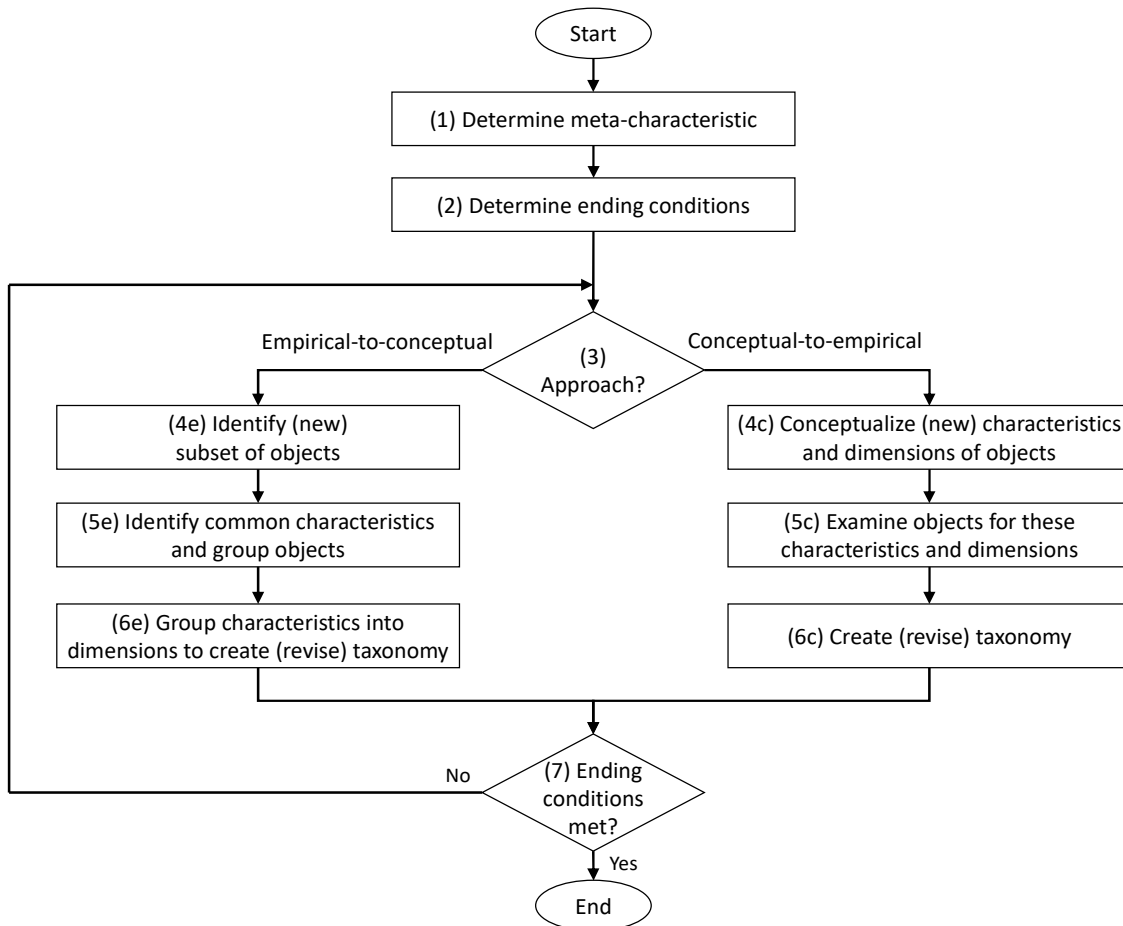 Start
(1) Determine meta-characteristic
(2) Determine ending conditions
Empirical-to-conceptual
Conceptual-to-empirical
(3)
Approach?
(4e) Identify (new)
subset of objects
(4c) Conceptualize (new) characteristics
and dimensions of objects
(5e) Identify common characteristics
and group objects
(5c) Examine objects for these
characteristics and dimensions
(6e) Group characteristics into
dimensions to create (revise) taxonomy
(6c) Create (revise) taxonomy
No
(7) Ending
conditions
met?
Yes
End